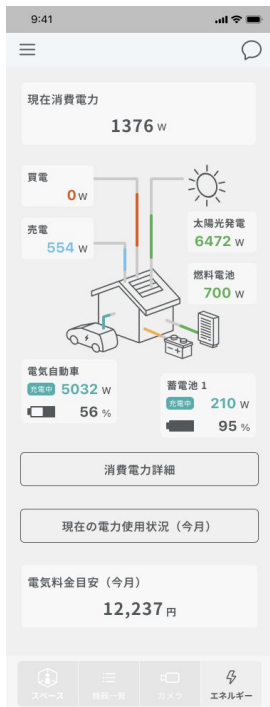 9:41
現在消費電力
1376 W
買電
0 W
売電
554 W
太陽光発電
6472 W
燃料電池
700 W
電気自動車
充電中 5032 W
56 %
蓄電池 1
充電中 210 W
95 %
消費電力詳細
現在の電力使用状況（今月）
電気料金目安（今月）
12,237 円
スペース 機器一覧 カメラ エネルギー